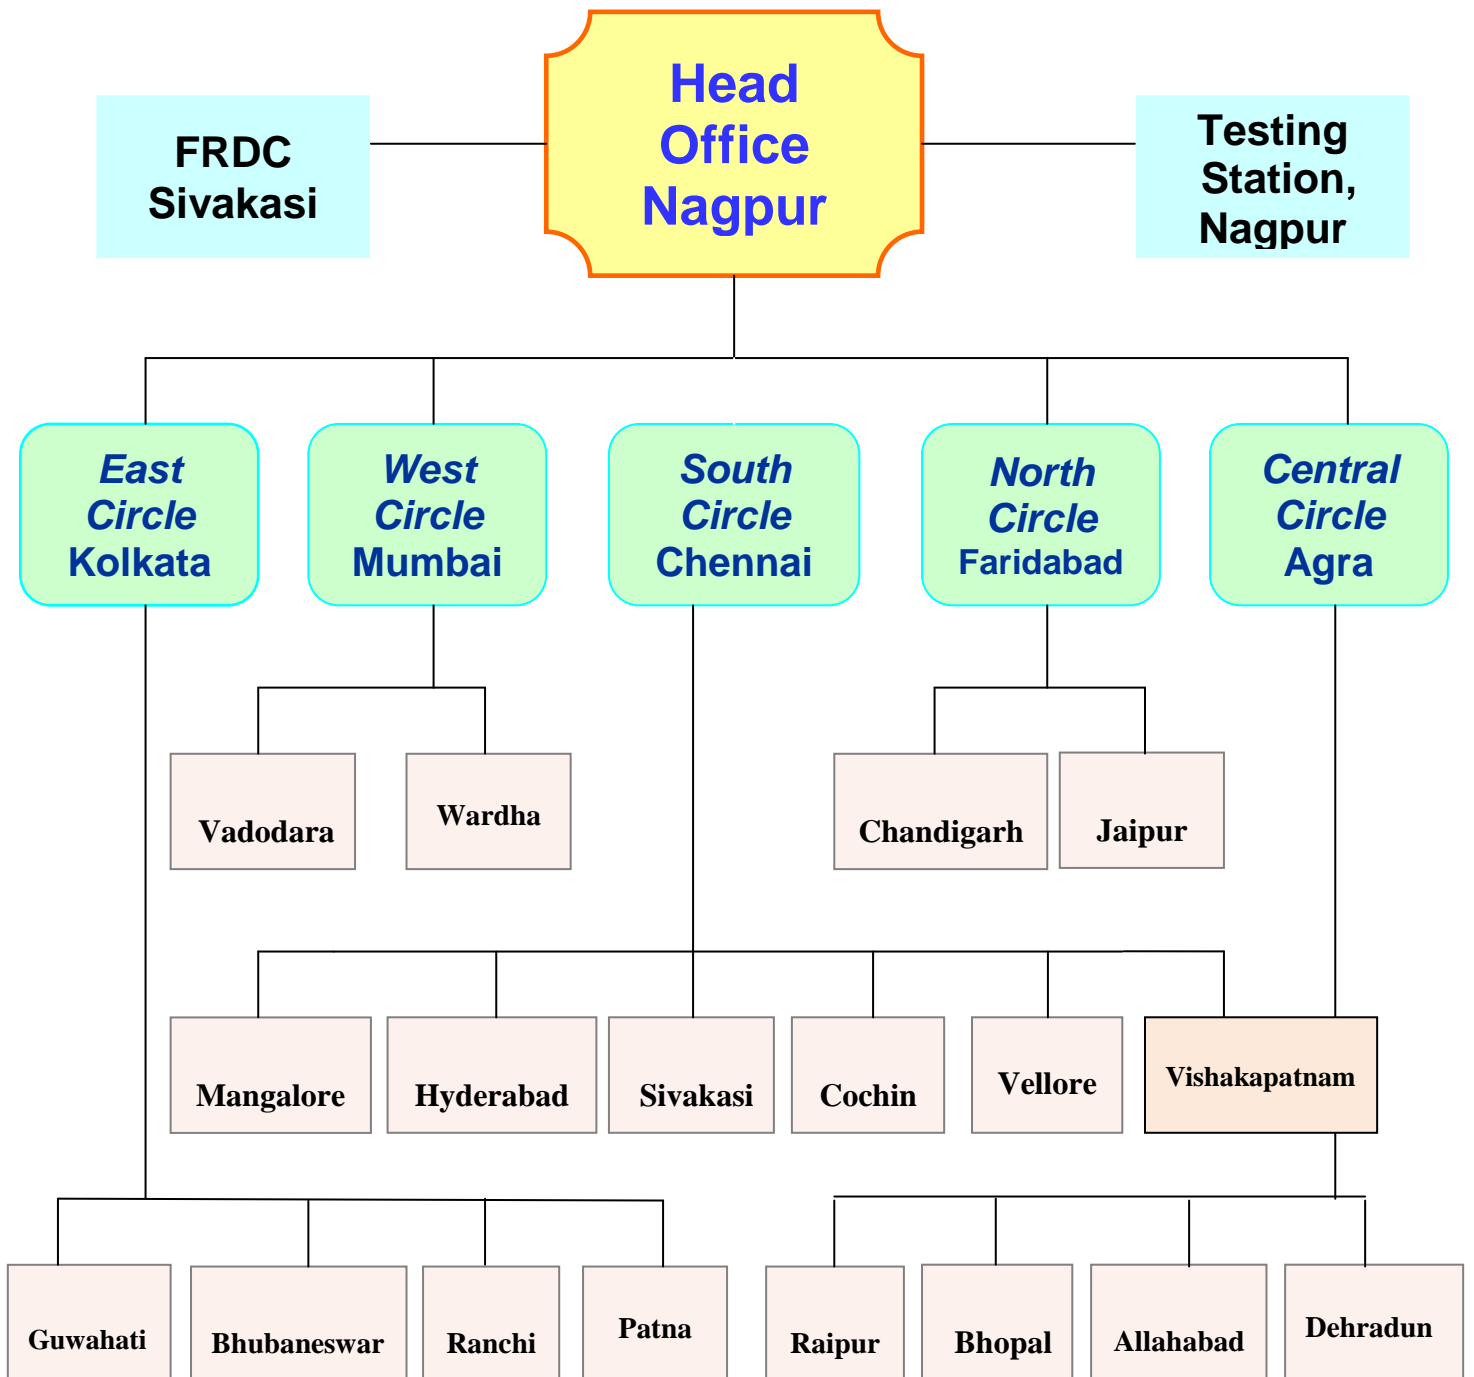 Head
Office
Nagpur
FRDC
Sivakasi
Testing
Station,
Nagpur
East
Circle
Kolkata
West
Circle
Mumbai
South
Circle
Chennai
North
Circle
Faridabad
Central
Circle
Agra
Vadodara
Wardha
Chandigarh
Jaipur
Mangalore
Hyderabad
Sivakasi
Cochin
Vellore
Vishakapatnam
Guwahati
Bhubaneswar
Ranchi
Patna
Raipur
Bhopal
Allahabad
Dehradun